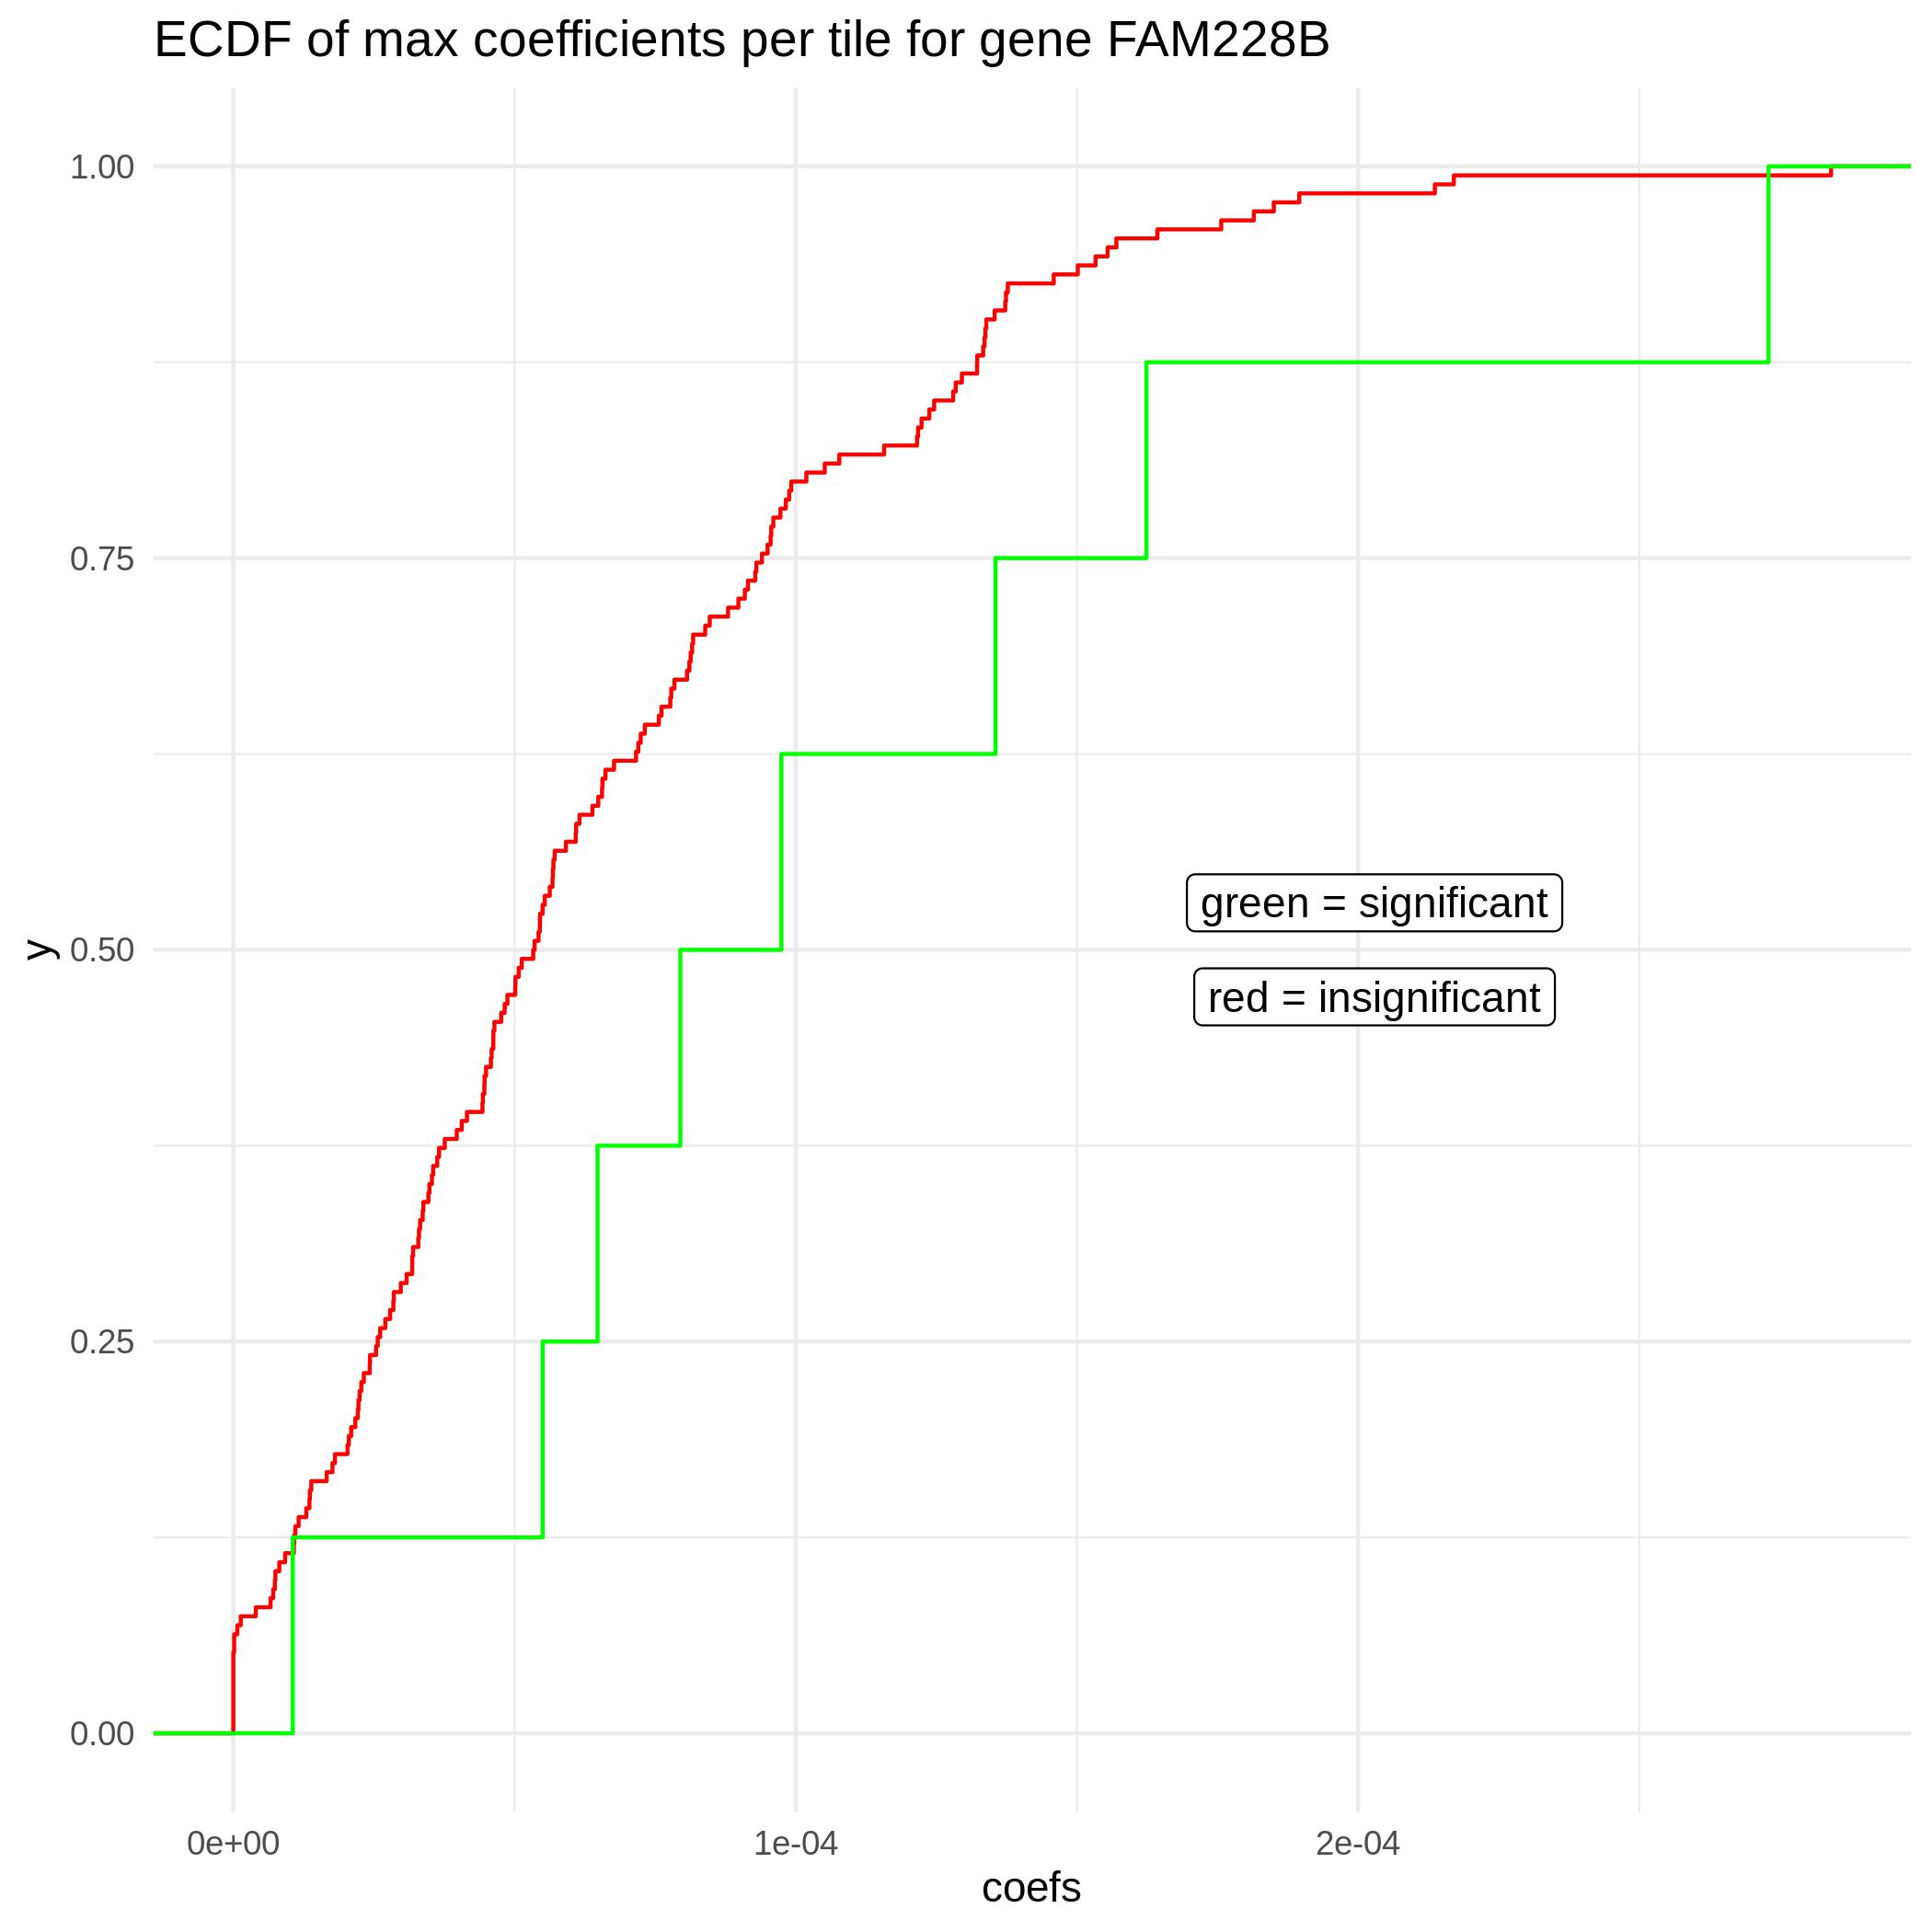 ECDF of max coefficients per tile for gene FAM228B
1.00
0.75
0.50
0.25
0.00
y
green = significant
red = insignificant
0e+00
1e-04
2e-04
coefs